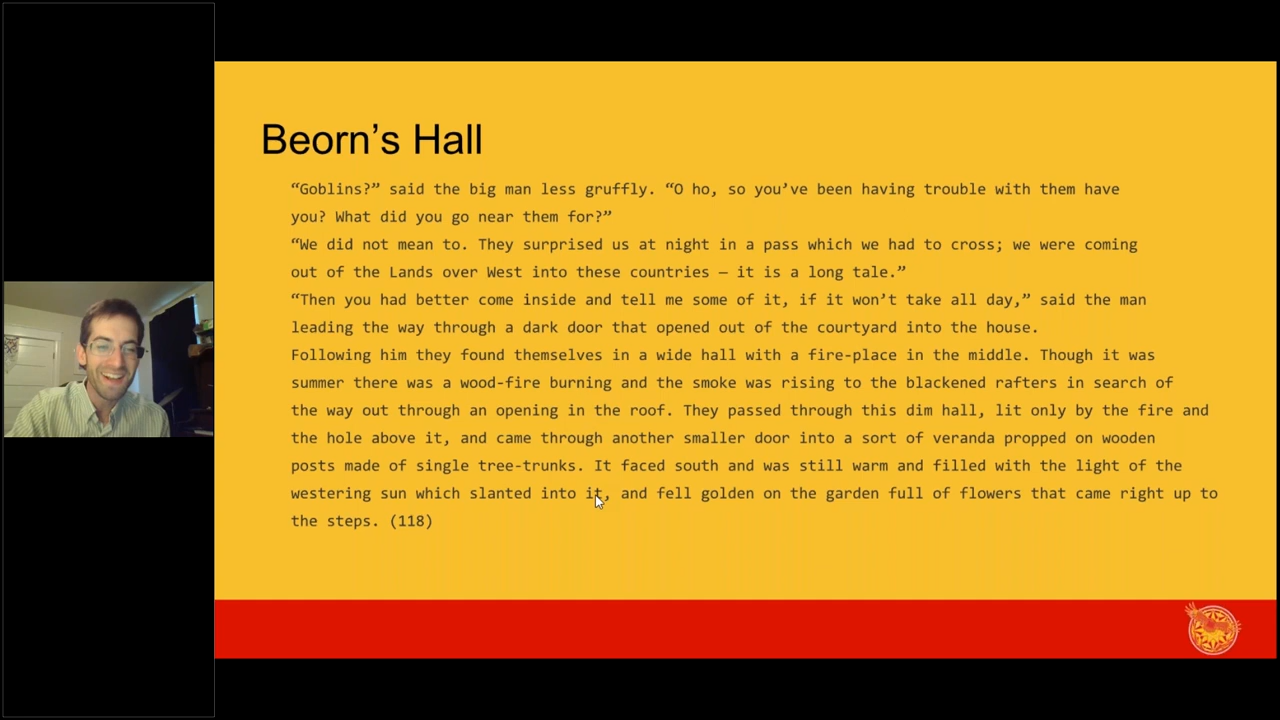 Beorn’s Hall
“Goblins?” said the big man less gruffly. “O ho, so you’ve been having trouble with them have
you? What did you go near them for?”
“We did not mean to. They surprised us at night in a pass which we had to cross; we were coming
out of the Lands over West into these countries — it is a long tale.”
“Then you had better come inside and tell me some of it, if it won’t take all day,” said the man
leading the way through a dark door that opened out of the courtyard into the house.
Following him they found themselves in a wide hall with a fire-place in the middle. Though it was
summer there was a wood-fire burning and the smoke was rising to the blackened rafters in search of
the way out through an opening in the roof. They passed through this dim hall, lit only by the fire and
the hole above it, and came through another smaller door into a sort of veranda propped on wooden
posts made of single tree-trunks. It faced south and was still warm and filled with the light of the
westering sun which slanted into it, and fell golden on the garden full of flowers that came right up to
the steps. (118)